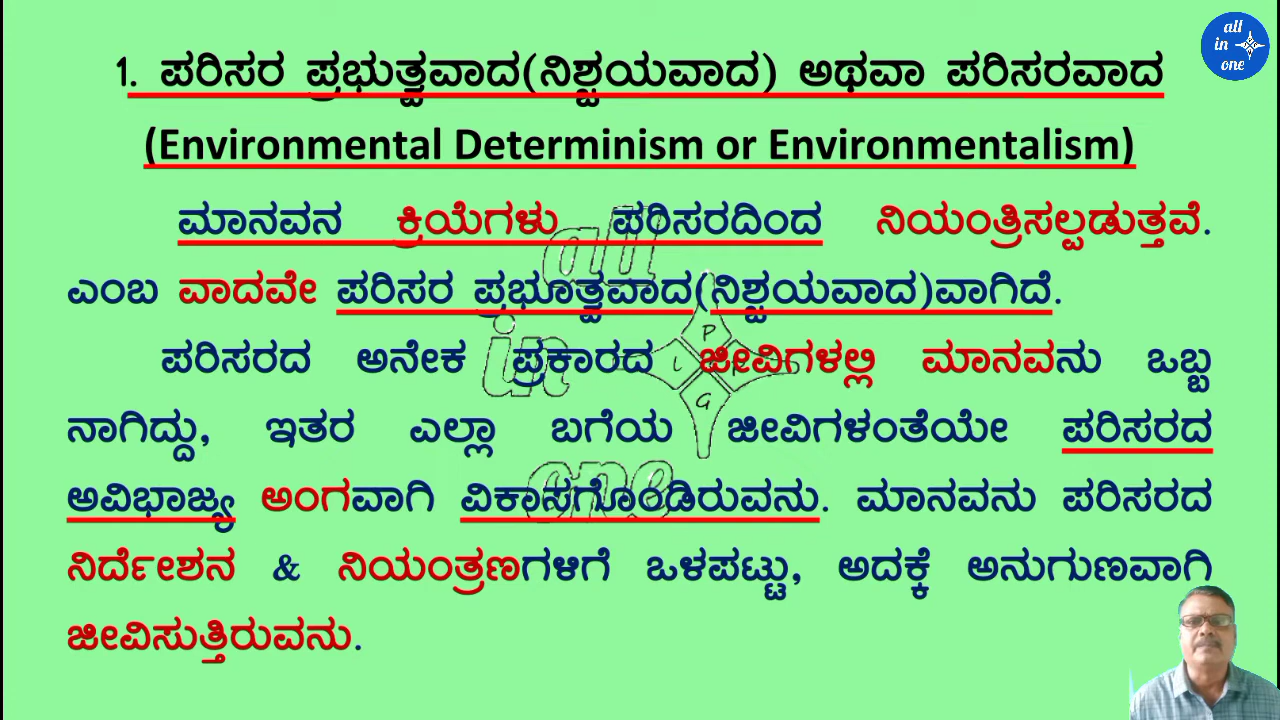 1. ಪರಿಸರ ಪ್ರಭುತ್ವವಾದ(ನಿಶ್ಚಯವಾದ) ಅಥವಾ ಪರಿಸರವಾದ
(Environmental Determinism or Environmentalism)
ಮಾನವನ ಕ್ರಿಯೆಗಳು ಪರಿಸರದಿಂದ ನಿಯಂತ್ರಿಸಲ್ಪಡುತ್ತವೆ.
ಎಂಬ ವಾದವೇ ಪರಿಸರ ಪ್ರಭೂತ್ವವಾದ(ನಿಶ್ಚಯವಾದ)ವಾಗಿದೆ.
ಪರಿಸರದ ಅನೇಕ ಪ್ರಕಾರದ ಜೀವಿಗಳಲ್ಲಿ ಮಾನವನು ಒಬ್ಬ
ನಾಗಿದ್ದು, ಇತರ ಎಲ್ಲಾ ಬಗೆಯ ಜೀವಿಗಳಂತೆಯೇ ಪರಿಸರದ
ಅವಿಭಾಜ್ಯ ಅಂಗವಾಗಿ ವಿಕಾಸಗೊಂಡಿರುವನು. ಮಾನವನು ಪರಿಸರದ
ನಿರ್ದೇಶನ & ನಿಯಂತ್ರಣಗಳಿಗೆ ಒಳಪಟ್ಟು, ಅದಕ್ಕೆ ಅನುಗುಣವಾಗಿ
ಜೀವಿಸುತ್ತಿರುವನು.
all
in
one
all
in
one
P
L
G